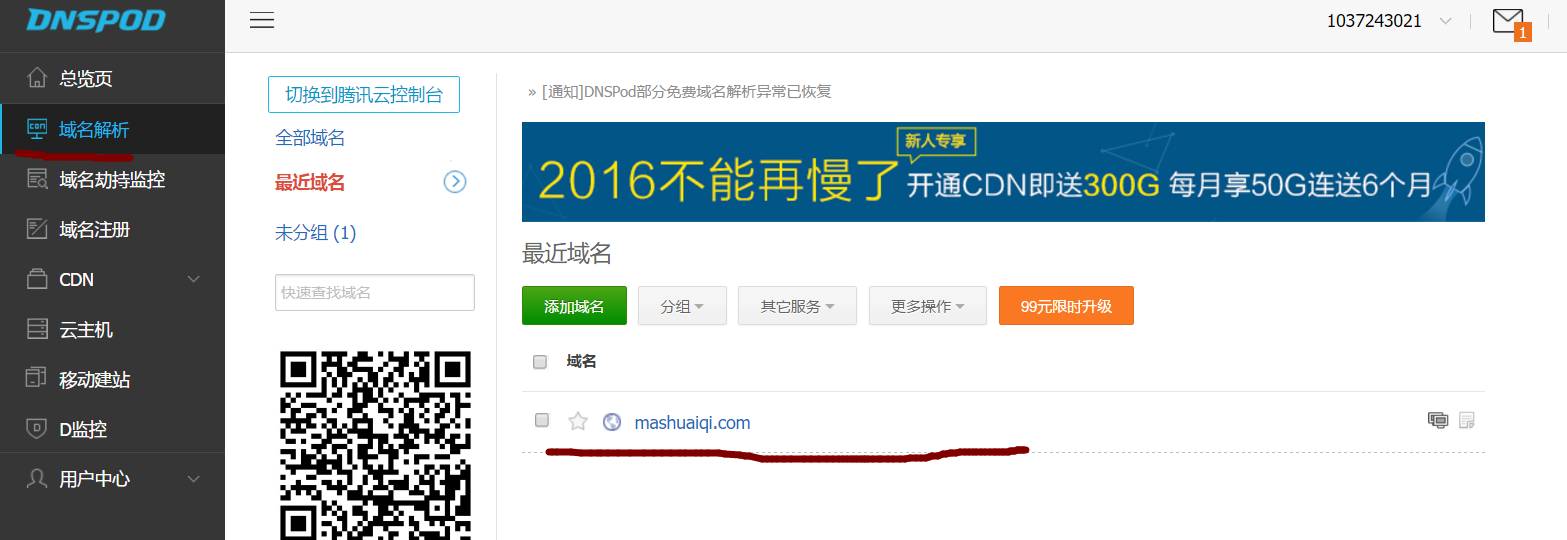 DNSPOD
1037243021
1
总览页
域名解析
域名劫持监控
域名注册
CDN
云主机
移动建站
D监控
用户中心
切换到腾讯云控制台
全部域名
最近域名
未分组 (1)
快速查找域名
» [通知]DNSPod部分免费域名解析异常已恢复
新人专享
2016不能再慢了 开通CDN即送300G 每月享50G连送6个月
最近域名
添加域名 分组 其它服务 更多操作 99元限时升级
域名
mashuaiqi.com